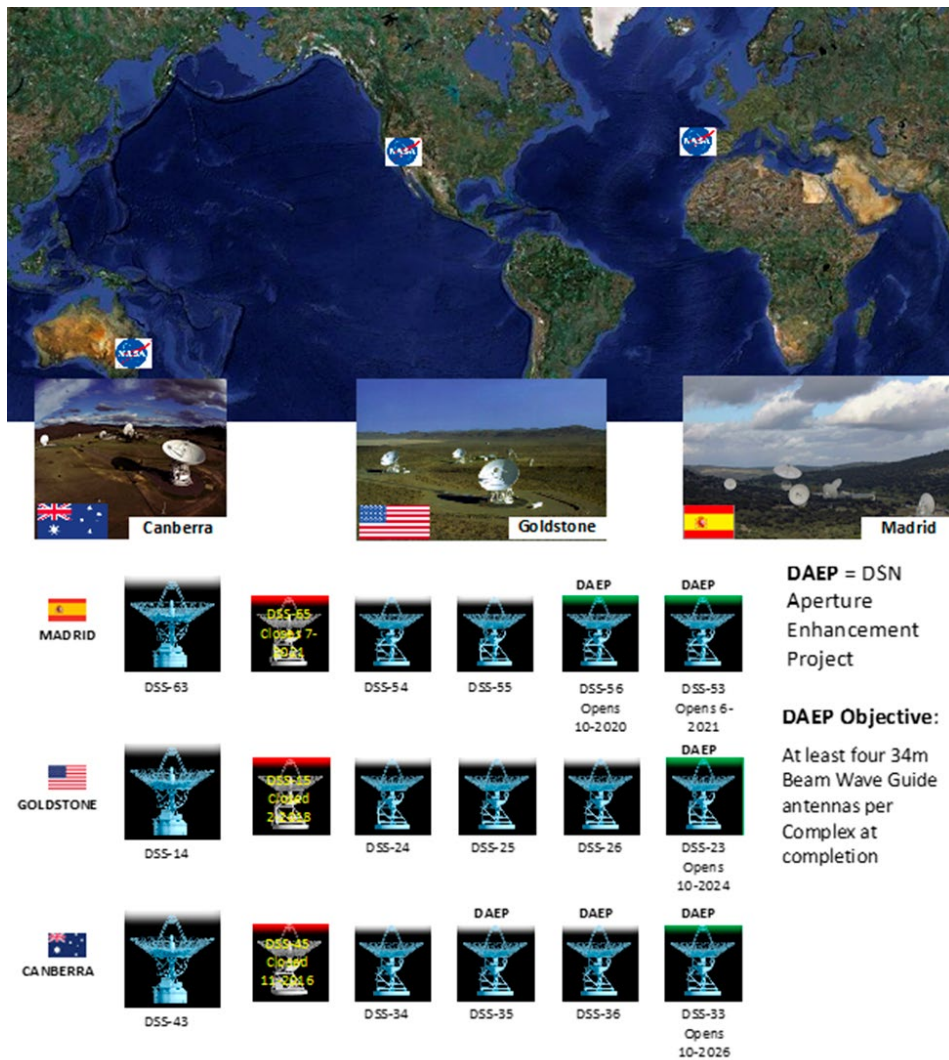 NASA
NASA
NASA
Canberra
Goldstone
Madrid
DAEP = DSN
Aperture
Enhancement
Project
DAEP Objective:
At least four 34m
Beam Wave Guide
antennas per
Complex at
completion
MADRID
DSS-63
DSS-65
Closes 7-
2021
DSS-54
DSS-55
DAEP
DSS-56
Opens
10-2020
DAEP
DSS-53
Opens 6-
2021
GOLDSTONE
DSS-14
DSS-15
Closed
2-2018
DSS-24
DSS-25
DSS-26
DAEP
DSS-23
Opens
10-2024
CANBERRA
DSS-43
DSS-45
Closed
11-2016
DSS-34
DAEP
DSS-35
DAEP
DSS-36
DAEP
DSS-33
Opens
10-2026